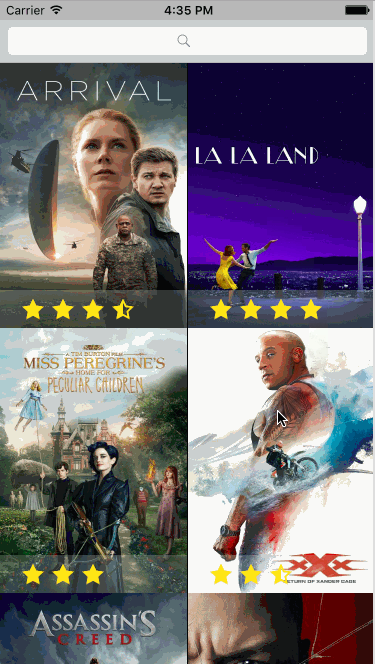 Carrier 4:35 PM
ARRIVAL
LA LA LAND
A TIM BURTON FILM
MISS PEREGRINE'S
HOME FOR
PECULIAR CHILDREN
xXx
RETURN OF XANDER CAGE
ASSASSIN'S
CREED